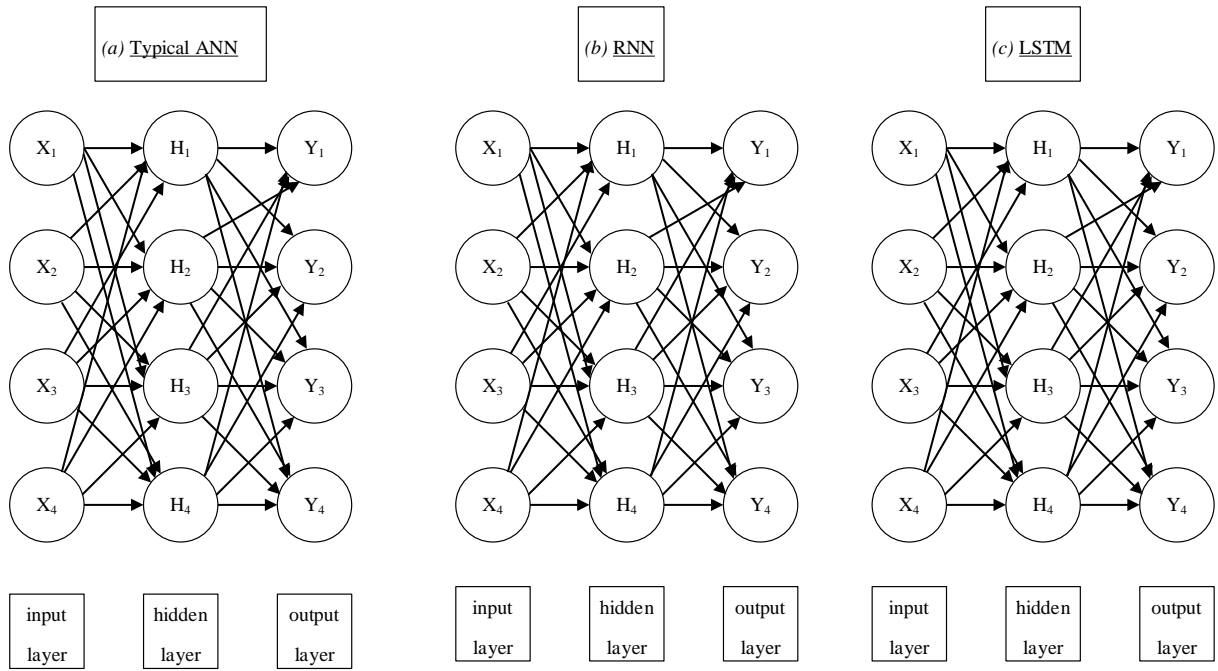 (a) Typical ANN
(b) RNN
(c) LSTM
X₁ H₁ Y₁
X₂ H₂ Y₂
X₃ H₃ Y₃
X₄ H₄ Y₄
X₁ H₁ Y₁
X₂ H₂ Y₂
X₃ H₃ Y₃
X₄ H₄ Y₄
X₁ H₁ Y₁
X₂ H₂ Y₂
X₃ H₃ Y₃
X₄ H₄ Y₄
input
layer
hidden
layer
output
layer
input
layer
hidden
layer
output
layer
input
layer
hidden
layer
output
layer